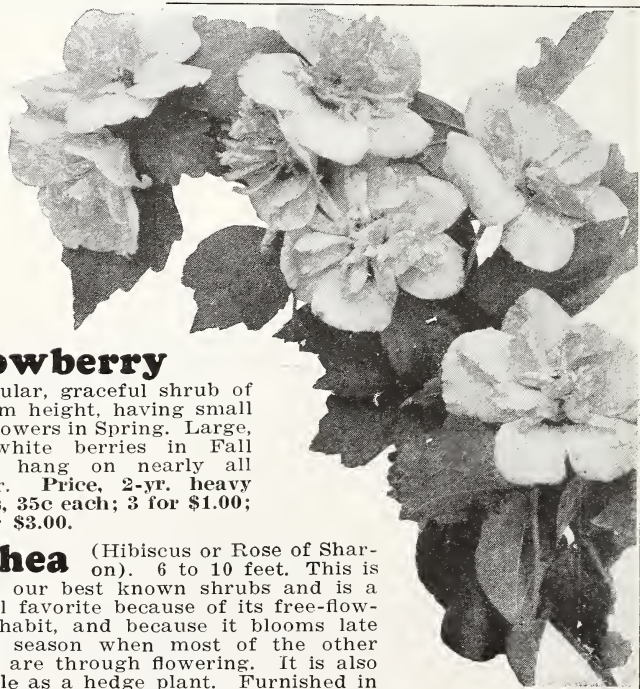 owberry
ular, graceful shrub of
m height, having small
owers in Spring. Large,
white berries in Fall
hang on nearly all
r. Price, 2-yr. heavy
, 35c each; 3 for $1.00;
$3.00.
hea (Hibiscus or Rose of Shar-
on). 6 to 10 feet. This is
our best known shrubs and is a
l favorite because of its free-flow-
habit, and because it blooms late
season when most of the other
are through flowering. It is also
le as a hedge plant. Furnished in